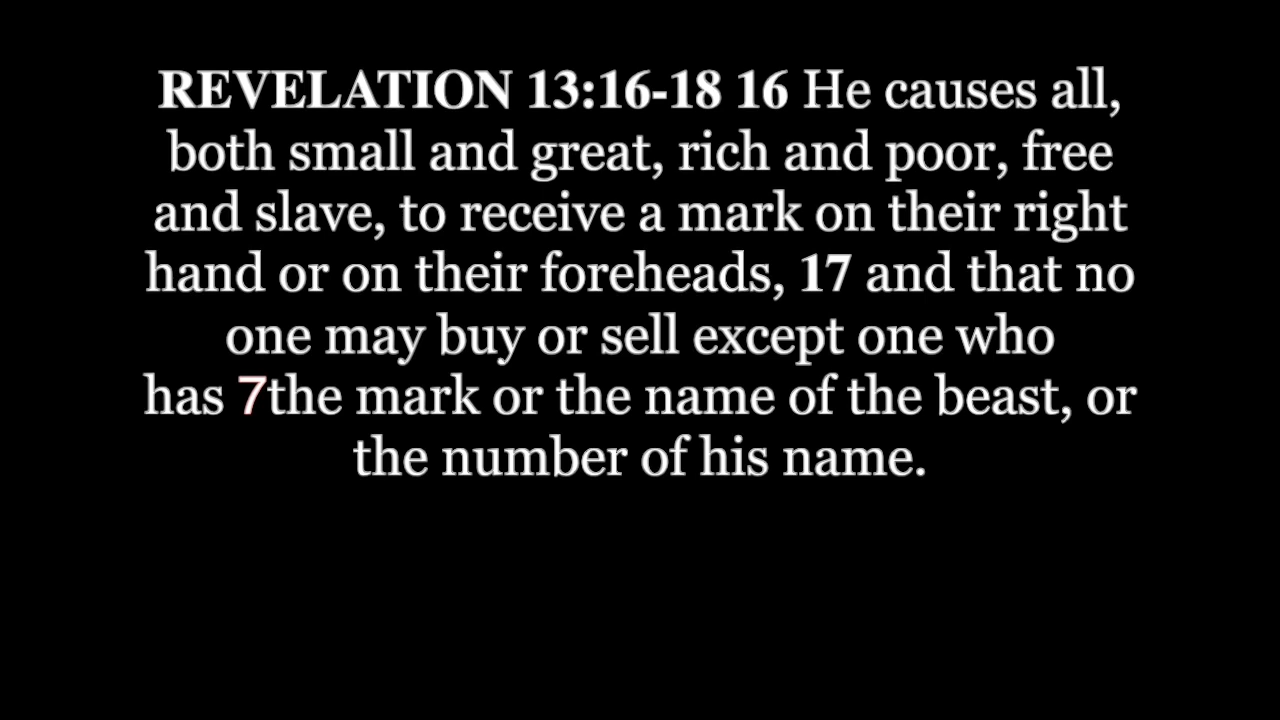 REVELATION 13:16-18 16 He causes all,
both small and great, rich and poor, free
and slave, to receive a mark on their right
hand or on their foreheads, 17 and that no
one may buy or sell except one who
has 7the mark or the name of the beast, or
the number of his name.